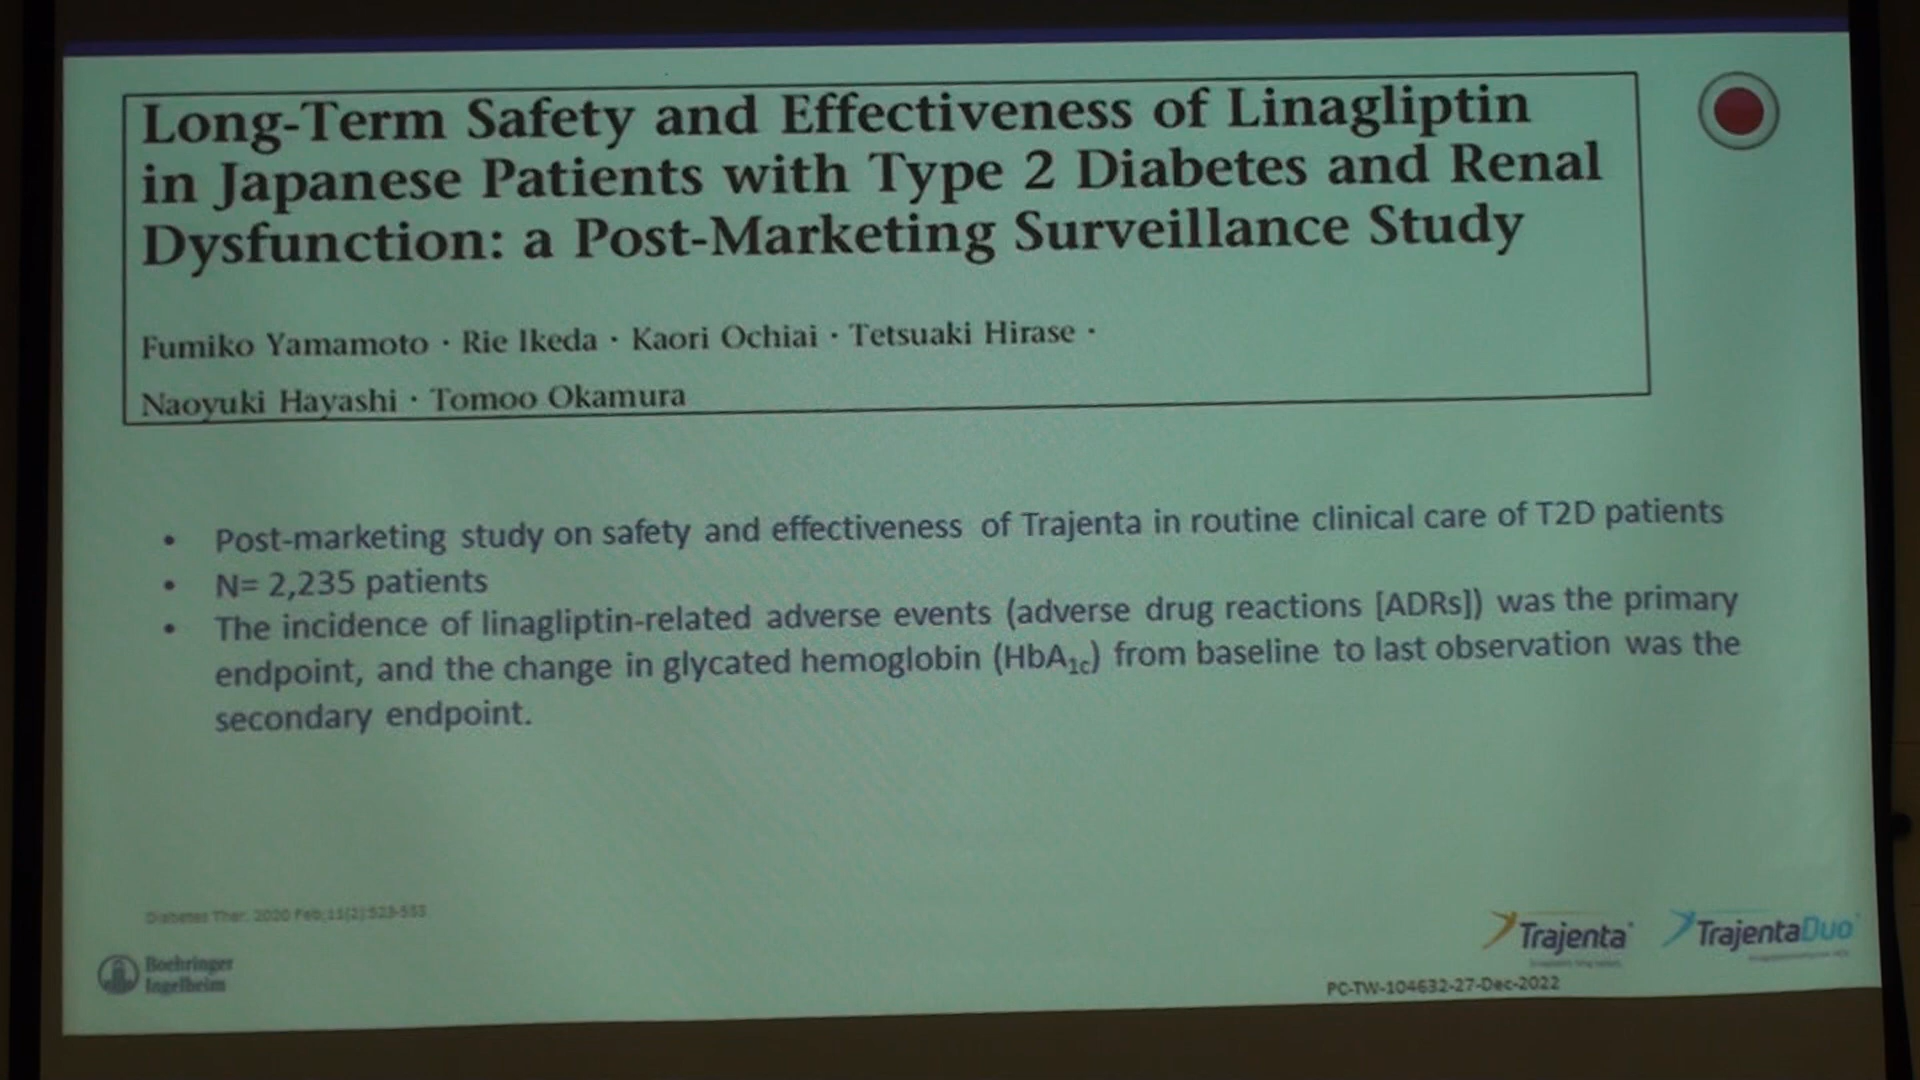 Long-Term Safety and Effectiveness of Linagliptin
in Japanese Patients with Type 2 Diabetes and Renal
Dysfunction: a Post-Marketing Surveillance Study
Fumiko Yamamoto · Rie Ikeda · Kaori Ochiai · Tetsuaki Hirase ·
Naoyuki Hayashi · Tomoo Okamura
• Post-marketing study on safety and effectiveness of Trajenta in routine clinical care of T2D patients
• N= 2,235 patients
• The incidence of linagliptin-related adverse events (adverse drug reactions [ADRs]) was the primary
endpoint, and the change in glycated hemoglobin (HbA1c) from baseline to last observation was the
secondary endpoint.
Diabetes Ther. 2020 Feb;
Boehringer
Ingelheim
Trajenta
TrajentaDuo
PC-TW-104632-27-Dec-2022